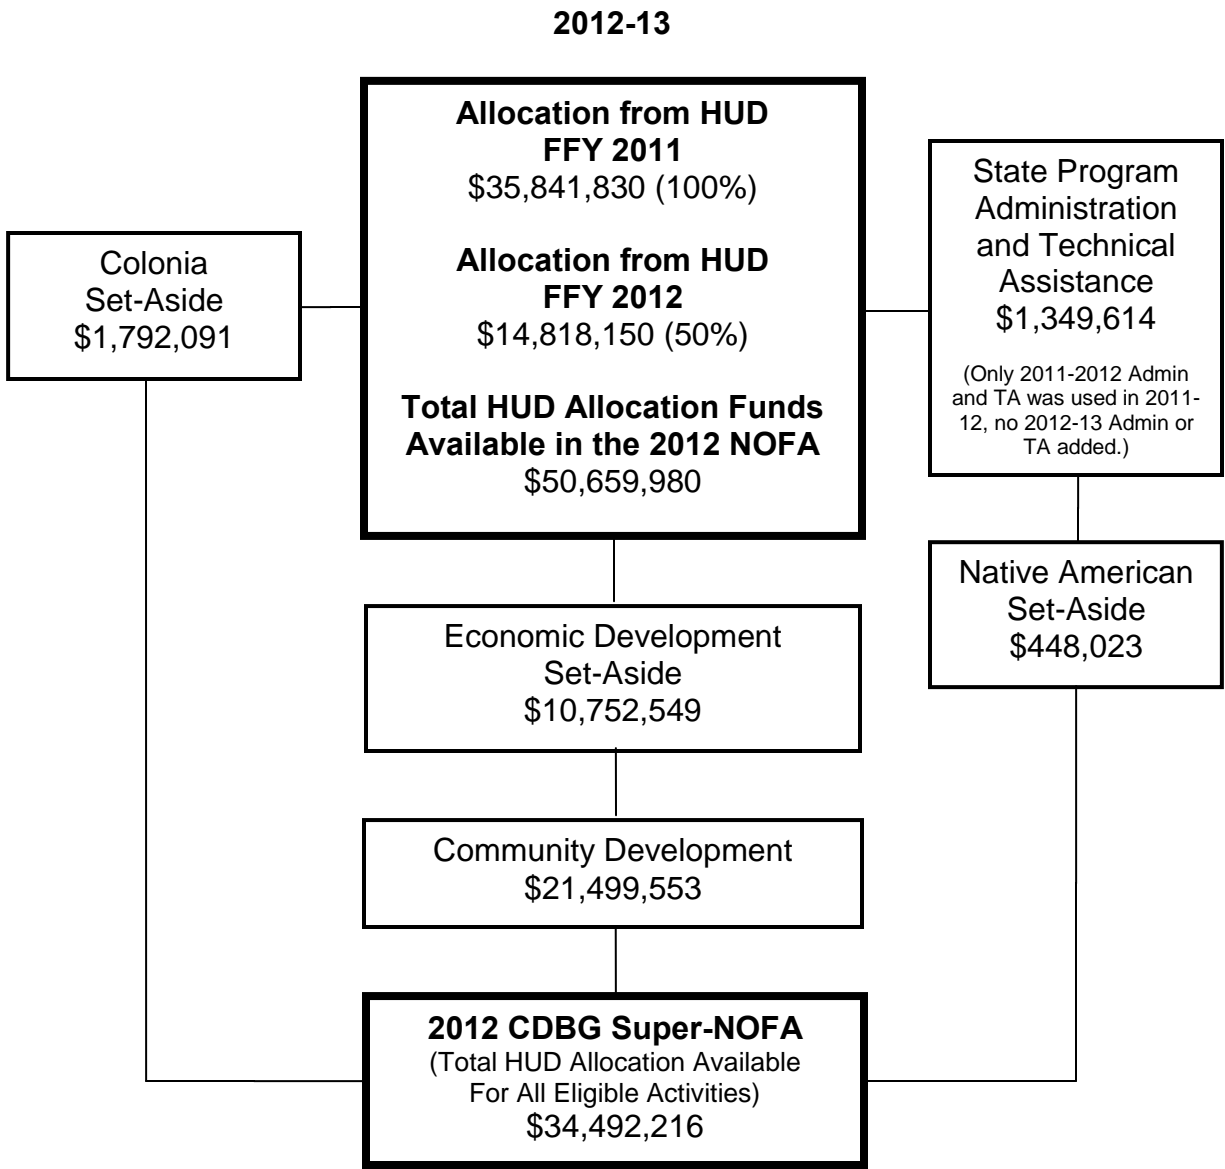 2012-13
Allocation from HUD
FFY 2011
$35,841,830 (100%)
Allocation from HUD
FFY 2012
$14,818,150 (50%)
Total HUD Allocation Funds
Available in the 2012 NOFA
$50,659,980
Colonia
Set-Aside
$1,792,091
State Program
Administration
and Technical
Assistance
$1,349,614
(Only 2011-2012 Admin
and TA was used in 2011-
12, no 2012-13 Admin or
TA added.)
Native American
Set-Aside
$448,023
Economic Development
Set-Aside
$10,752,549
Community Development
$21,499,553
2012 CDBG Super-NOFA
(Total HUD Allocation Available
For All Eligible Activities)
$34,492,216